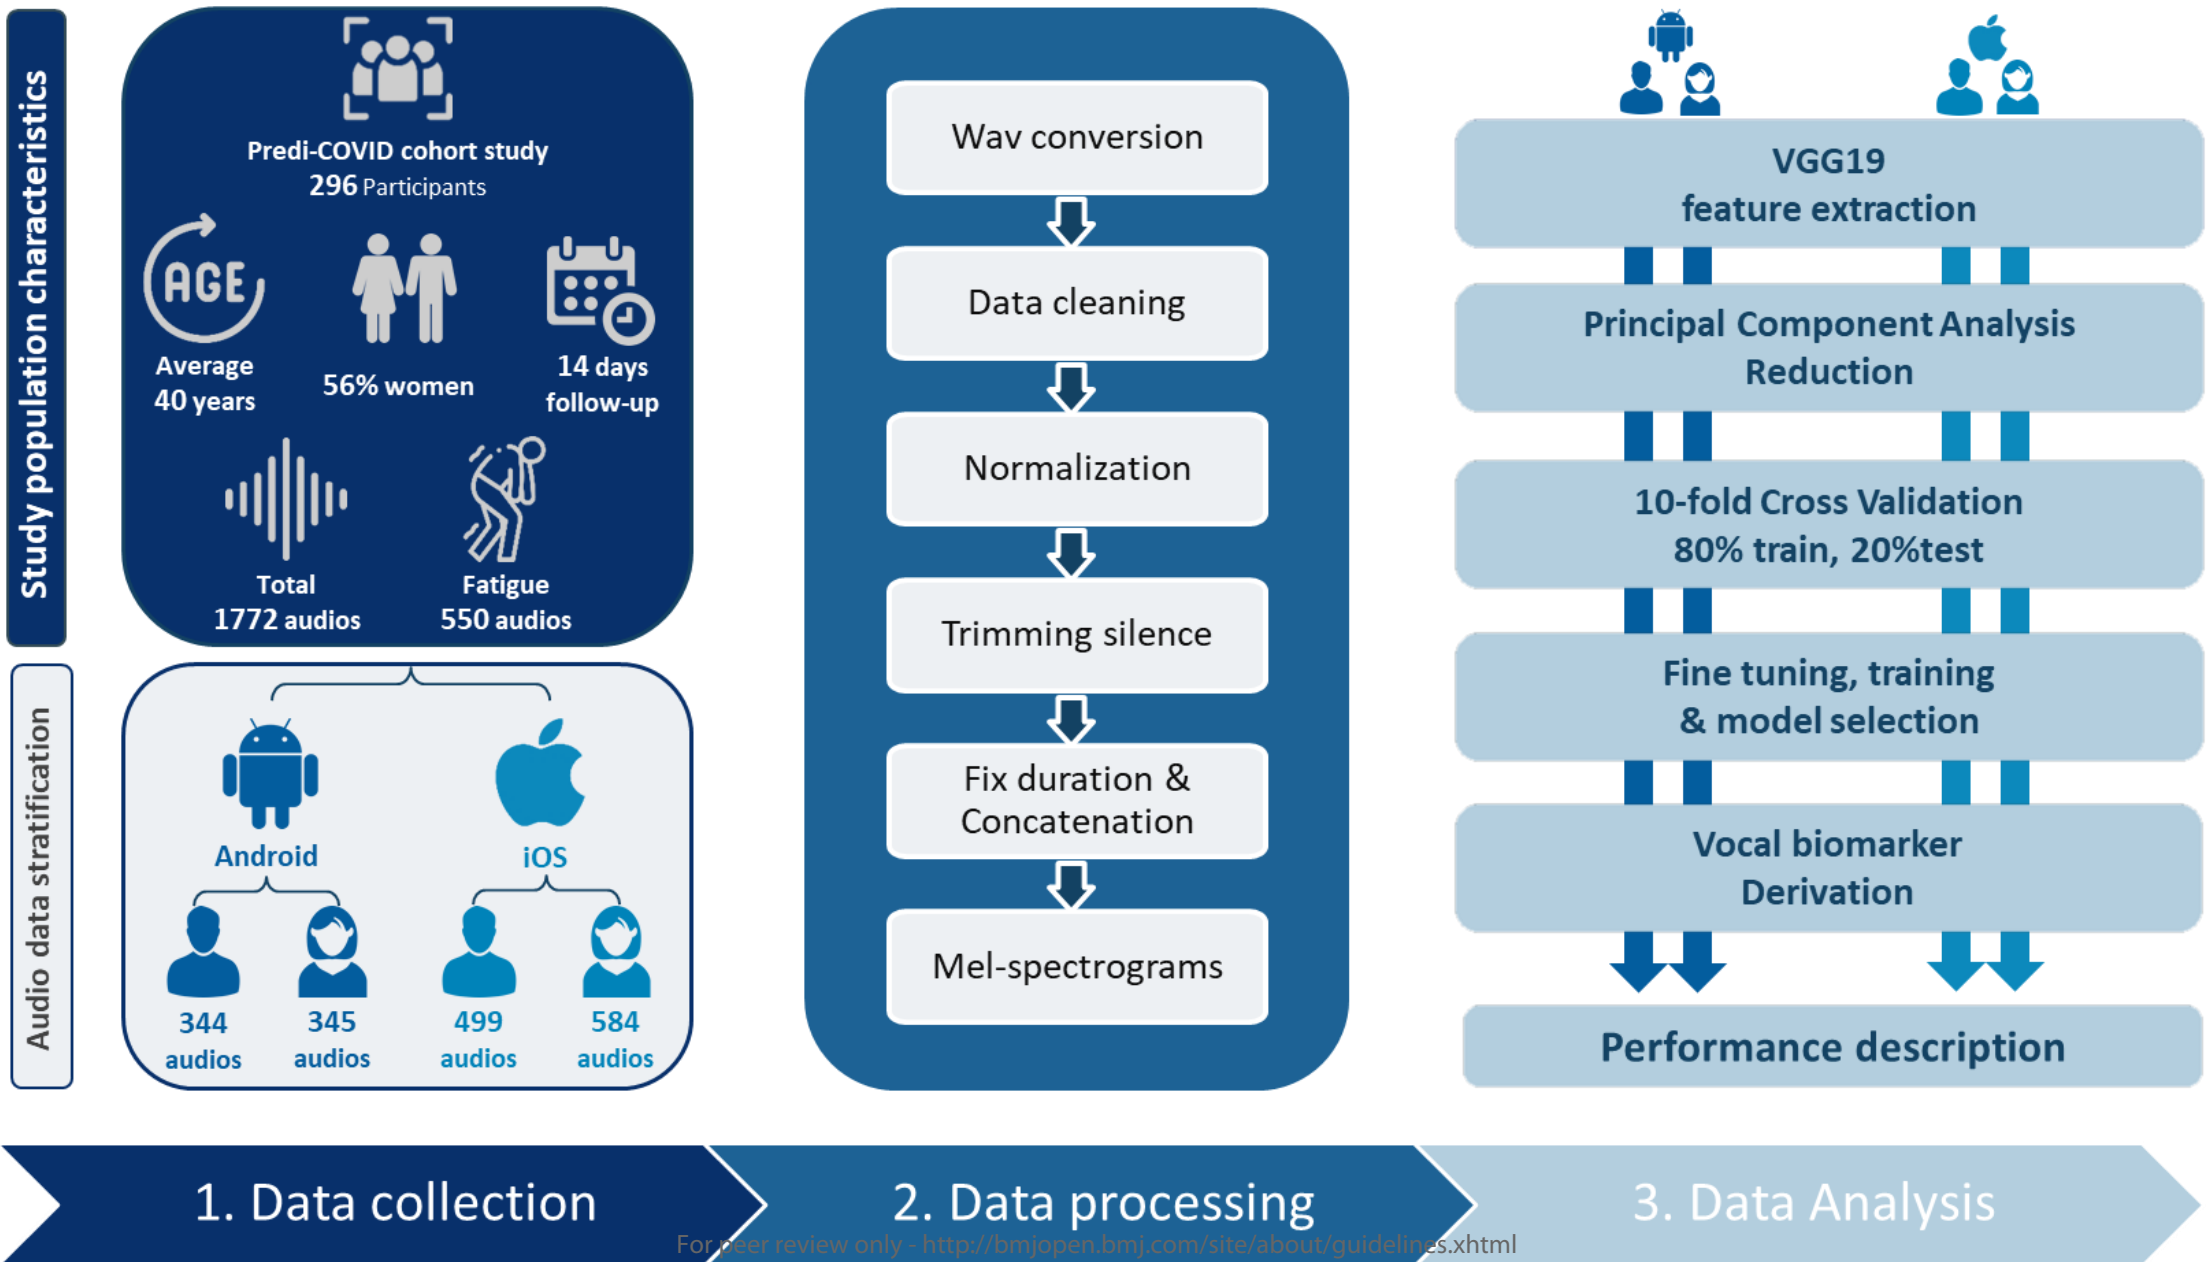 Study population characteristics
Predi-COVID cohort study
296 Participants
AGE
Average
40 years
56% women
14 days
follow-up
Total
1772 audios
Fatigue
550 audios
Audio data stratification
Android
iOS
344
audios
345
audios
499
audios
584
audios
Wav conversion
Data cleaning
Normalization
Trimming silence
Fix duration &
Concatenation
Mel-spectrograms
VGG19
feature extraction
Principal Component Analysis
Reduction
10-fold Cross Validation
80% train, 20%test
Fine tuning, training
& model selection
Vocal biomarker
Derivation
Performance description
1. Data collection
2. Data processing
3. Data Analysis
For peer review only - http://bmjopen.bmj.com/site/about/guidelines.xhtml